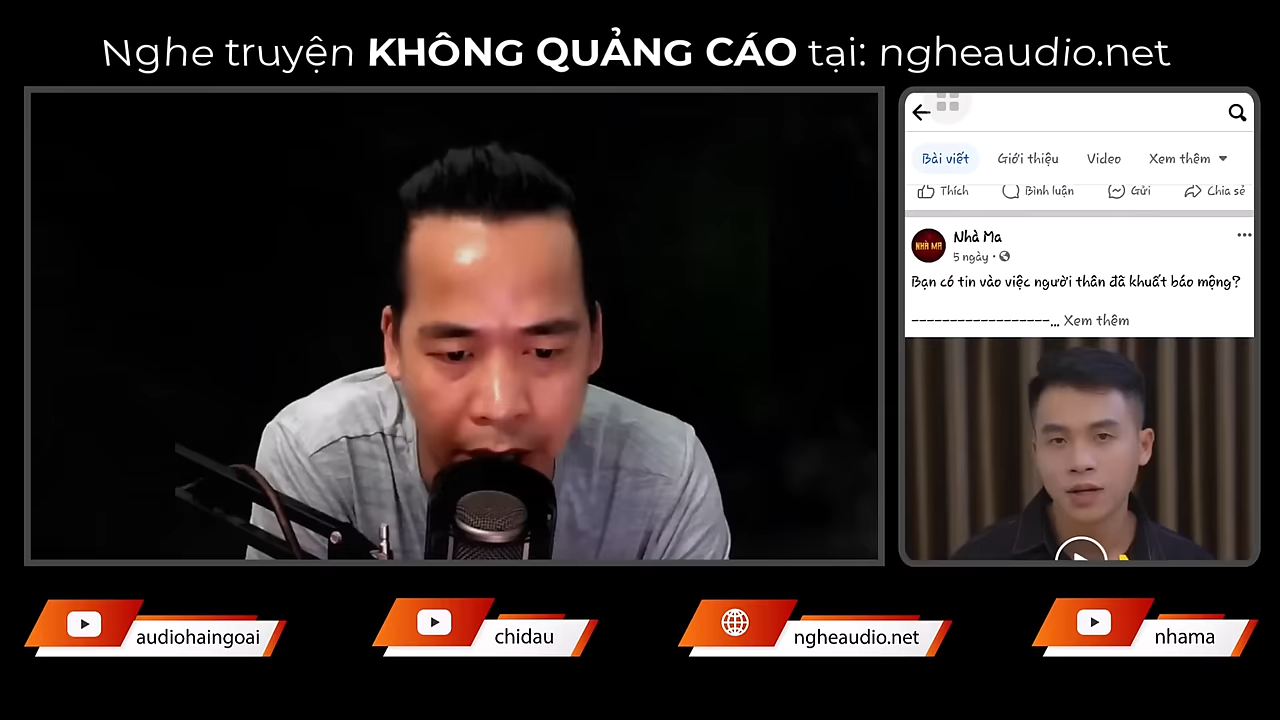 Nghe truyện KHÔNG QUẢNG CÁO tại: ngheaudio.net
Bài viết Giới thiệu Video Xem thêm
Thích Bình luận Gửi Chia sẻ
NHÀ MA
Nhà Ma
5 ngày
Bạn có tin vào việc người thân đã khuất báo mộng?
------------------... Xem thêm
audiohaingoai
chidau
ngheaudio.net
nhama